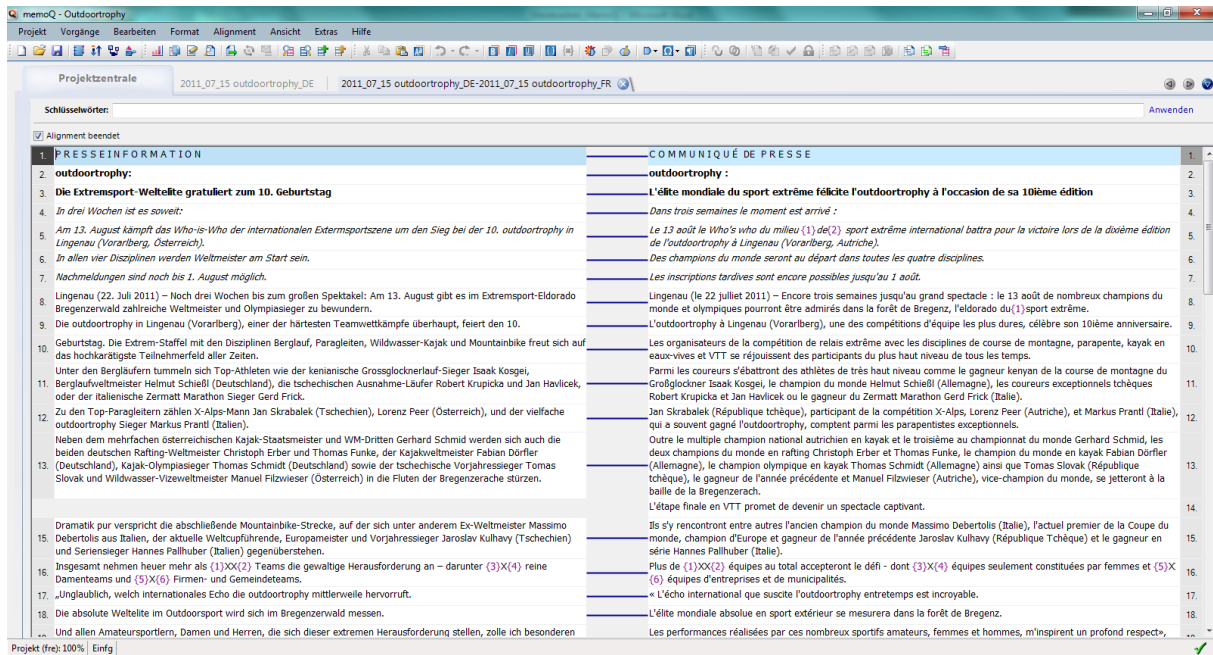 memoQ - Outdoortrophy
Projekt Vorgänge Bearbeiten Format Alignment Ansicht Extras Hilfe
Projektzentrale 2011_07_15 outdoortrophy_DE 2011_07_15 outdoortrophy_DE-2011_07_15 outdoortrophy_FR
Schlüsselwörter: Anwenden
Alignment beendet
1. P R E S S E I N F O R M A T I O N C O M M U N I Q U É DE P R E S S E 1.
2. outdoortrophy: outdoortrophy : 2.
3. Die Extremsport-Weltelite gratuliert zum 10. Geburtstag L'élite mondiale du sport extrême félicite l'outdoortrophy à l'occasion de sa 10ième édition 3.
4. In drei Wochen ist es soweit: Dans trois semaines le moment est arrivé : 4.
5. Am 13. August kämpft das Who-is-Who der internationalen Extermsportszene um den Sieg bei der 10. outdoortrophy in
Lingenau (Vorarlberg, Österreich).
Le 13 août le Who's who du milieu {1}de{2} sport extrême international battra pour la victoire lors de la dixième édition
de l'outdoortrophy à Lingenau (Vorarlberg, Autriche). 5.
6. In allen vier Disziplinen werden Weltmeister am Start sein. Des champions du monde seront au départ dans toutes les quatre disciplines. 6.
7. Nachmeldungen sind noch bis 1. August möglich. Les inscriptions tardives sont encore possibles jusqu'au 1 août. 7.
8. Lingenau (22. Juli 2011) – Noch drei Wochen bis zum großen Spektakel: Am 13. August gibt es im Extremsport-Eldorado
Bregenzerwald zahlreiche Weltmeister und Olympiasieger zu bewundern.
Lingenau (le 22 julliet 2011) – Encore trois semaines jusqu'au grand spectacle : le 13 août de nombreux champions du
monde et olympiques pourront être admirés dans la forêt de Bregenz, l'eldorado du{1}sport extrême. 8.
9. Die outdoortrophy in Lingenau (Vorarlberg), einer der härtesten Teamwettkämpfe überhaupt, feiert den 10. L'outdoortrophy à Lingenau (Vorarlberg), une des compétitions d'équipe les plus dures, célèbre son 10ième anniversaire. 9.
10. Geburtstag. Die Extrem-Staffel mit den Disziplinen Berglauf, Paragleiten, Wildwasser-Kajak und Mountainbike freut sich auf
das hochkarätigste Teilnehmerfeld aller Zeiten.
Les organisateurs de la compétition de relais extrême avec les disciplines de course de montagne, parapente, kayak en
eaux-vives et VTT se réjouissent des participants du plus haut niveau de tous les temps. 10.
11. Unter den Bergläufern tummeln sich Top-Athleten wie der kenianische Grossglocknerlauf-Sieger Isaak Kosgei,
Berglaufweltmeister Helmut Schießl (Deutschland), die tschechischen Ausnahme-Läufer Robert Krupicka und Jan Havlicek,
oder der italienische Zermatt Marathon Sieger Gerd Frick.
Parmi les coureurs s'ébattront des athlètes de très haut niveau comme le gagneur kenyan de la course de montagne du
Großglockner Isaak Kosgei, le champion du monde Helmut Schießl (Allemagne), les coureurs exceptionnels tchèques
Robert Krupicka et Jan Havlicek ou le gagneur du Zermatt Marathon Gerd Frick (Italie). 11.
12. Zu den Top-Paragleitern zählen X-Alps-Mann Jan Skrabalek (Tschechien), Lorenz Peer (Österreich), und der vielfache
outdoortrophy Sieger Markus Prantl (Italien).
Jan Skrabalek (République tchèque), participant de la compétition X-Alps, Lorenz Peer (Autriche), et Markus Prantl (Italie),
qui a souvent gagné l'outdoortrophy, comptent parmi les parapentistes exceptionnels. 12.
13. Neben dem mehrfachen österreichischen Kajak-Staatsmeister und WM-Dritten Gerhard Schmid werden sich auch die
beiden deutschen Rafting-Weltmeister Christoph Erber und Thomas Funke, der Kajakweltmeister Fabian Dörfler
(Deutschland), Kajak-Olympiasieger Thomas Schmidt (Deutschland) sowie der tschechische Vorjahressieger Tomas
Slovak und Wildwasser-Vizeweltmeister Manuel Filzwieser (Österreich) in die Fluten der Bregenzerache stürzen.
Outre le multiple champion national autrichien en kayak et le troisième au championnat du monde Gerhard Schmid, les
deux champions du monde en rafting Christoph Erber et Thomas Funke, le champion du monde en kayak Fabian Dörfler
(Allemagne), le champion olympique en kayak Thomas Schmidt (Allemagne) ainsi que Tomas Slovak (République
tchèque), le gagneur de l'année précédente et Manuel Filzwieser (Autriche), vice-champion du monde, se jetteront à la
baille de la Bregenzerach. 13.
L'étape finale en VTT promet de devenir un spectacle captivant. 14.
15. Dramatik pur verspricht die abschließende Mountainbike-Strecke, auf der sich unter anderem Ex-Weltmeister Massimo
Debertolis aus Italien, der aktuelle Weltcupführende, Europameister und Vorjahressieger Jaroslav Kulhavy (Tschechien)
und Seriensieger Hannes Pallhuber (Italien) gegenüberstehen.
Ils s'y rencontront entre autres l'ancien champion du monde Massimo Debertolis (Italie), l'actuel premier de la Coupe du
monde, champion d'Europe et gagneur de l'année précédente Jaroslav Kulhavy (République Tchèque) et le gagneur en
série Hannes Pallhuber (Italie). 15.
16. Insgesamt nehmen heuer mehr als {1}XX{2} Teams die gewaltige Herausforderung an – darunter {3}X{4} reine
Damenteams und {5}X{6} Firmen- und Gemeindeteams.
Plus de {1}XX{2} équipes au total accepteront le défi - dont {3}X{4} équipes seulement constituées par femmes et {5}X
{6} équipes d'entreprises et de municipalités. 16.
17. „Unglaublich, welch internationales Echo die outdoortrophy mittlerweile hervorruft. « L'écho international que suscite l'outdoortrophy entretemps est incroyable. 17.
18. Die absolute Weltelite im Outdoorsport wird sich im Bregenzerwald messen. L'élite mondiale absolue en sport extérieur se mesurera dans la forêt de Bregenz. 18.
Und allen Amateursportlern, Damen und Herren, die sich dieser extremen Herausforderung stellen, zolle ich besonderen Les performances réalisées par ces nombreux sportifs amateurs, femmes et hommes, m'inspirent un profond respect»,
Projekt (fre): 100% Einfg